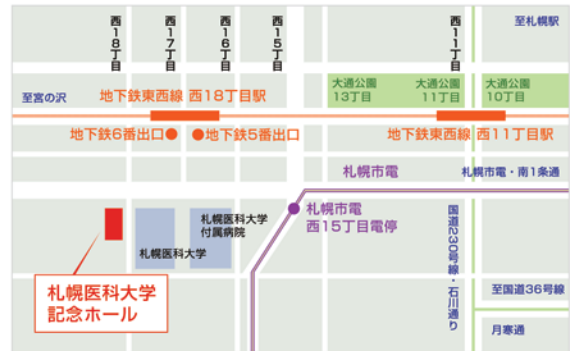 西18丁目
西17丁目
西16丁目
西15丁目
西11丁目
至札幌駅
大通公園
13丁目
大通公園
11丁目
大通公園
10丁目
至宮の沢
地下鉄東西線 西18丁目駅
地下鉄6番出口
地下鉄5番出口
地下鉄東西線 西11丁目駅
札幌市電
札幌市電・南1条通
札幌医科大学
付属病院
札幌医科大学
札幌市電
西15丁目電停
国道230号線・石川通り
札幌医科大学
記念ホール
至国道36号線
月寒通